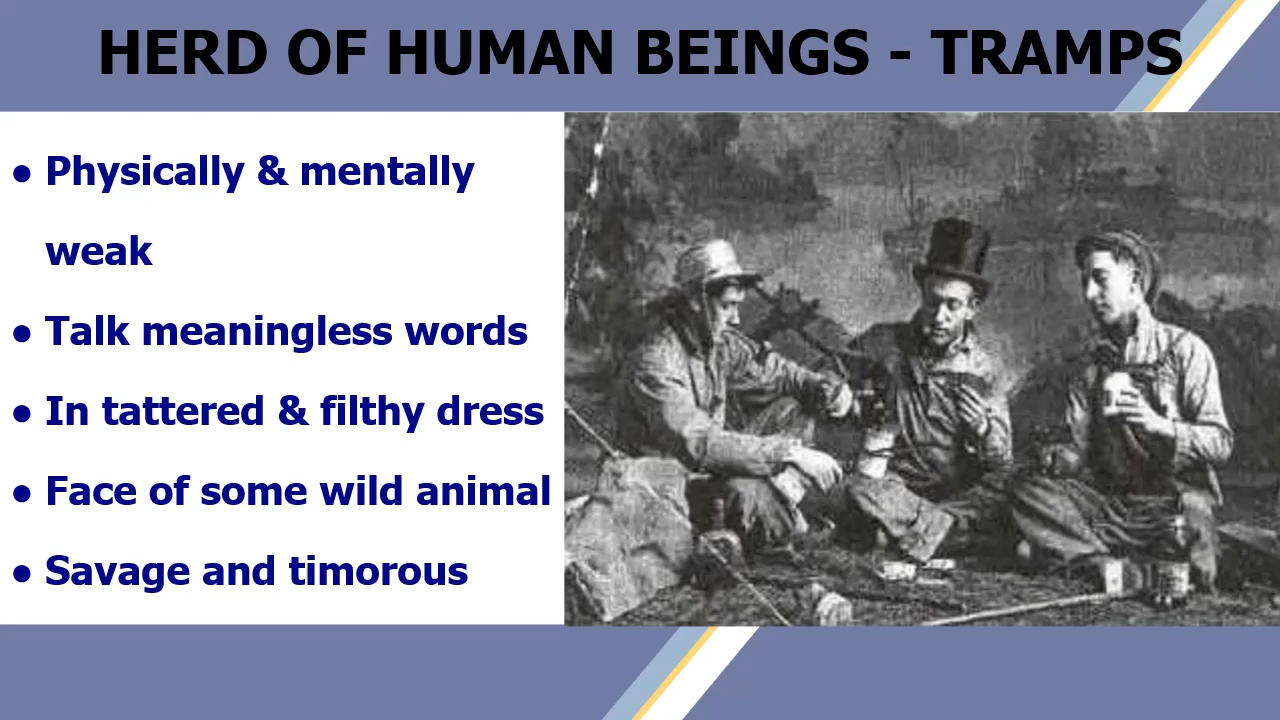 HERD OF HUMAN BEINGS - TRAMPS
● Physically & mentally
weak
● Talk meaningless words
● In tattered & filthy dress
● Face of some wild animal
● Savage and timorous